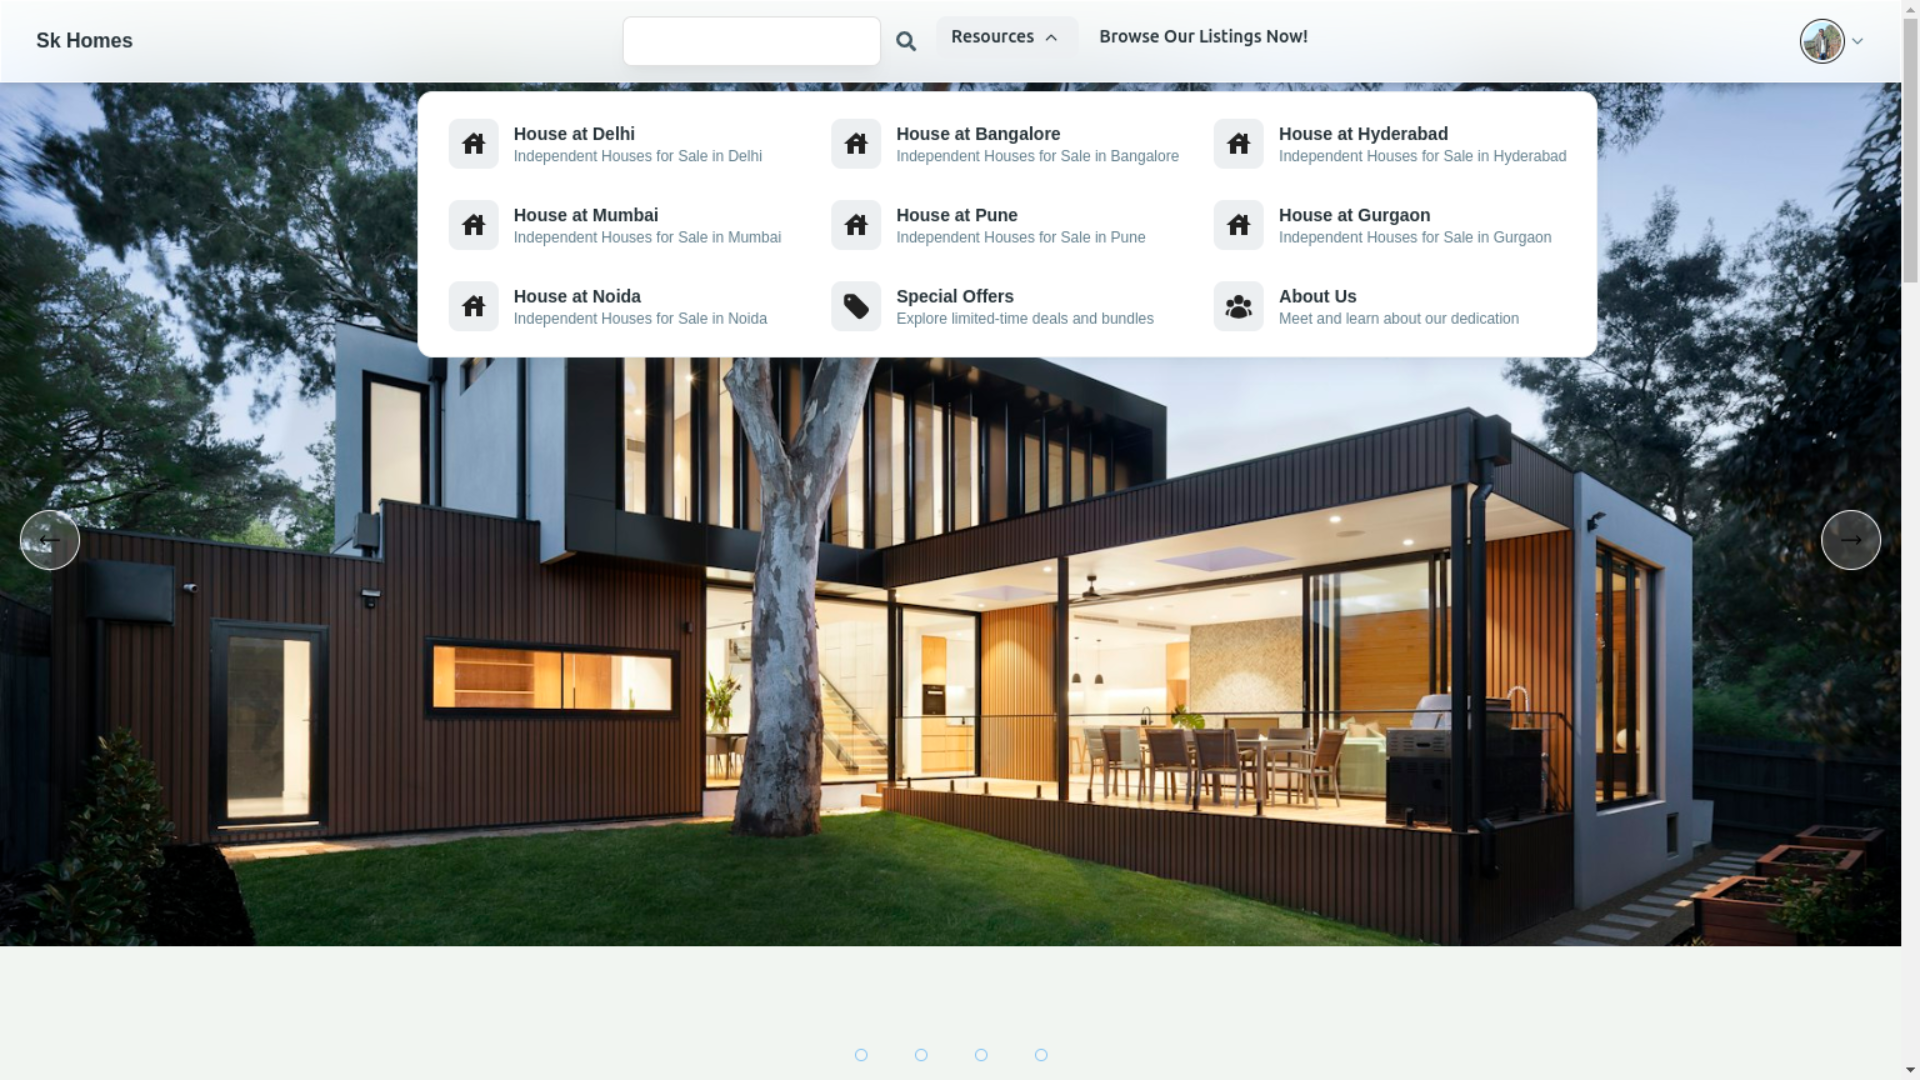 Sk Homes
Resources
Browse Our Listings Now!
House at Delhi
Independent Houses for Sale in Delhi
House at Bangalore
Independent Houses for Sale in Bangalore
House at Hyderabad
Independent Houses for Sale in Hyderabad
House at Mumbai
Independent Houses for Sale in Mumbai
House at Pune
Independent Houses for Sale in Pune
House at Gurgaon
Independent Houses for Sale in Gurgaon
House at Noida
Independent Houses for Sale in Noida
Special Offers
Explore limited-time deals and bundles
About Us
Meet and learn about our dedication